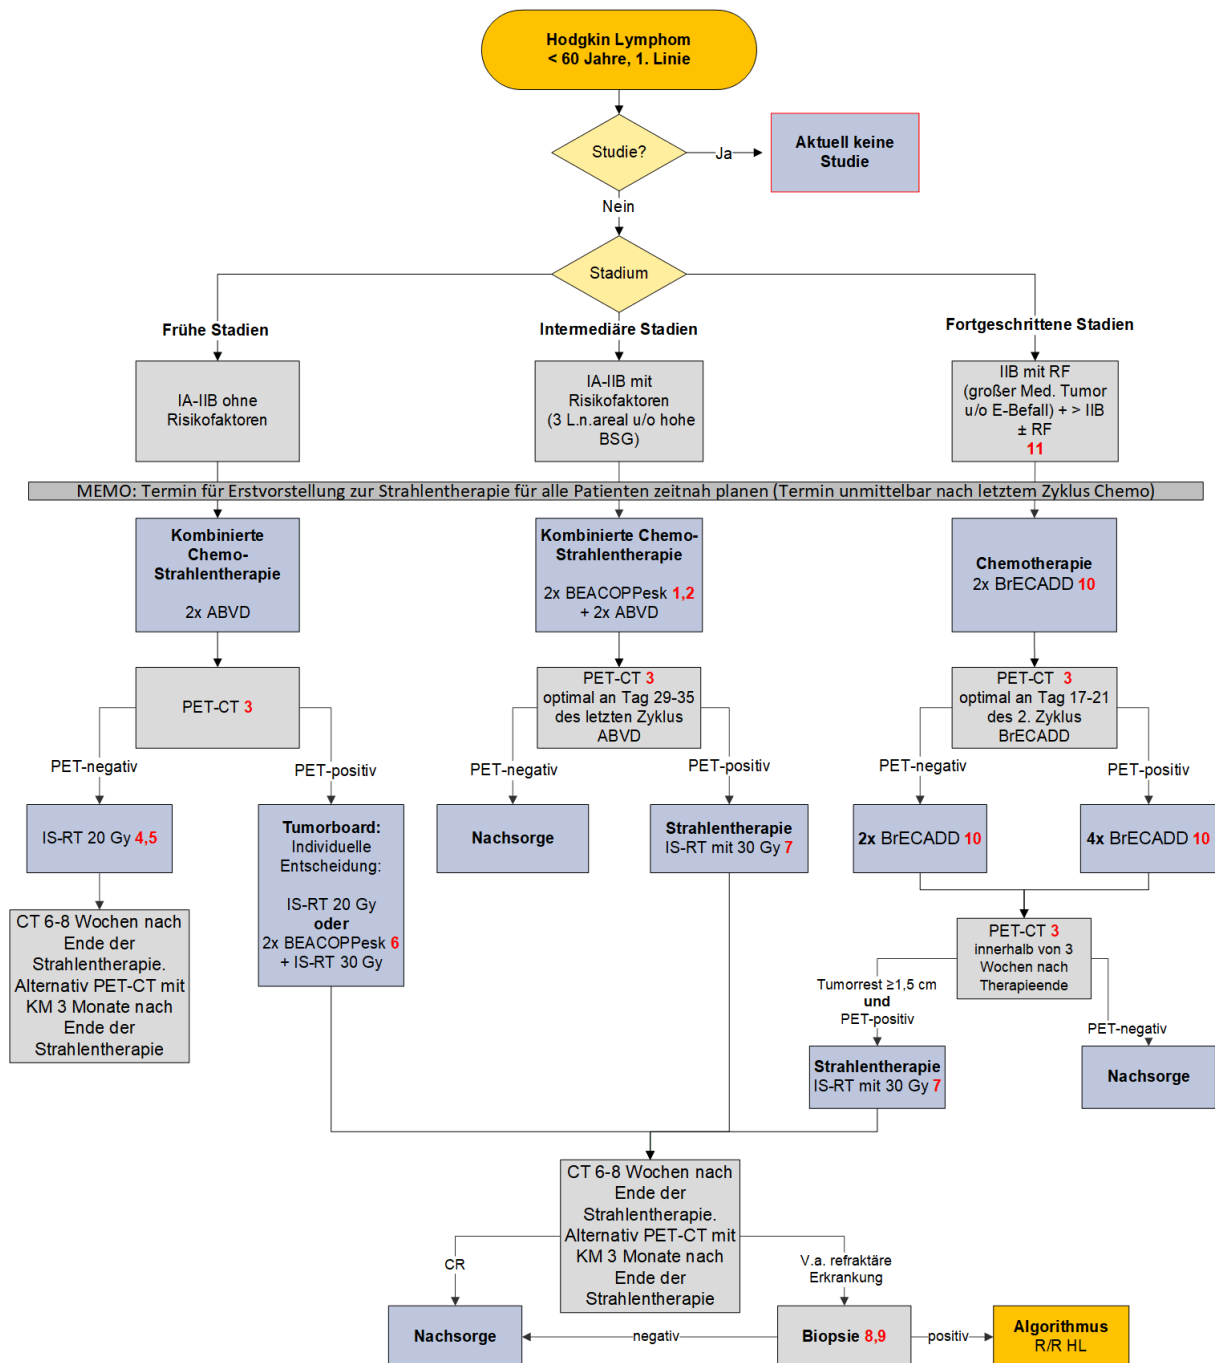 Hodgkin Lymphom
< 60 Jahre, 1. Linie
Studie?
Ja
Aktuell keine
Studie
Nein
Stadium
Frühe Stadien
Intermediäre Stadien
Fortgeschrittene Stadien
IA-IIB ohne
Risikofaktoren
IA-IIB mit
Risikofaktoren
(3 L.n.areal u/o hohe
BSG)
IIB mit RF
(großer Med. Tumor
u/o E-Befall) + > IIB
± RF
11
MEMO: Termin für Erstvorstellung zur Strahlentherapie für alle Patienten zeitnah planen (Termin unmittelbar nach letztem Zyklus Chemo)
Kombinierte
Chemo-
Strahlentherapie
2x ABVD
Kombinierte Chemo-
Strahlentherapie
2x BEACOPPesk 1,2
+ 2x ABVD
Chemotherapie
2x BrECADD 10
PET-CT 3
PET-CT 3
optimal an Tag 29-35
des letzten Zyklus
ABVD
PET-CT 3
optimal an Tag 17-21
des 2. Zyklus
BrECADD
PET-negativ
PET-positiv
PET-negativ
PET-positiv
PET-negativ
PET-positiv
IS-RT 20 Gy 4,5
Tumorboard:
Individuelle
Entscheidung:
IS-RT 20 Gy
oder
2x BEACOPPesk 6
+ IS-RT 30 Gy
Nachsorge
Strahlentherapie
IS-RT mit 30 Gy 7
2x BrECADD 10
4x BrECADD 10
CT 6-8 Wochen nach
Ende der
Strahlentherapie.
Alternativ PET-CT mit
KM 3 Monate nach
Ende der
Strahlentherapie
PET-CT 3
innerhalb von 3
Wochen nach
Therapieende
Tumorrest ≥1,5 cm
und
PET-positiv
PET-negativ
Strahlentherapie
IS-RT mit 30 Gy 7
Nachsorge
CT 6-8 Wochen nach
Ende der
Strahlentherapie.
Alternativ PET-CT mit
KM 3 Monate nach
Ende der
Strahlentherapie
CR
V.a. refraktäre
Erkrankung
Nachsorge
negativ
Biopsie 8,9
positiv
Algorithmus
R/R HL